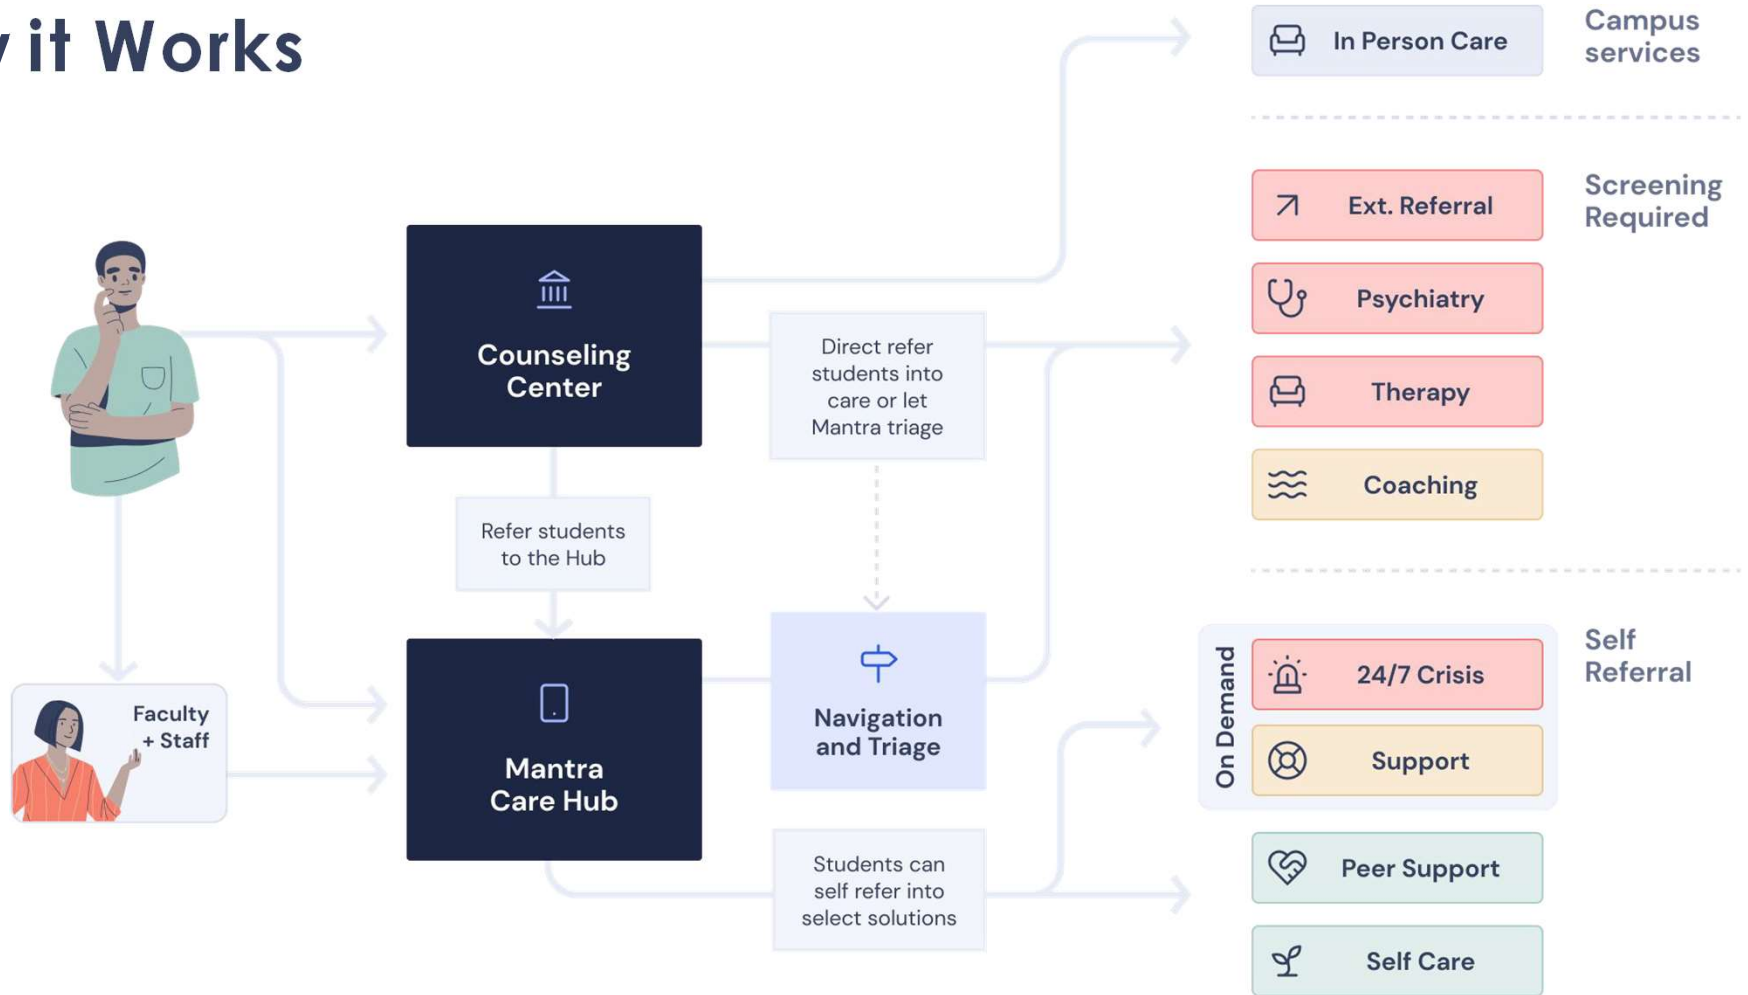 it Works
In Person Care
Campus
services
Ext. Referral
Screening
Required
Psychiatry
Therapy
Coaching
Counseling
Center
Direct refer
students into
care or let
Mantra triage
Refer students
to the Hub
Faculty
+ Staff
Mantra
Care Hub
Navigation
and Triage
Students can
self refer into
select solutions
On Demand
24/7 Crisis
Support
Self
Referral
Peer Support
Self Care